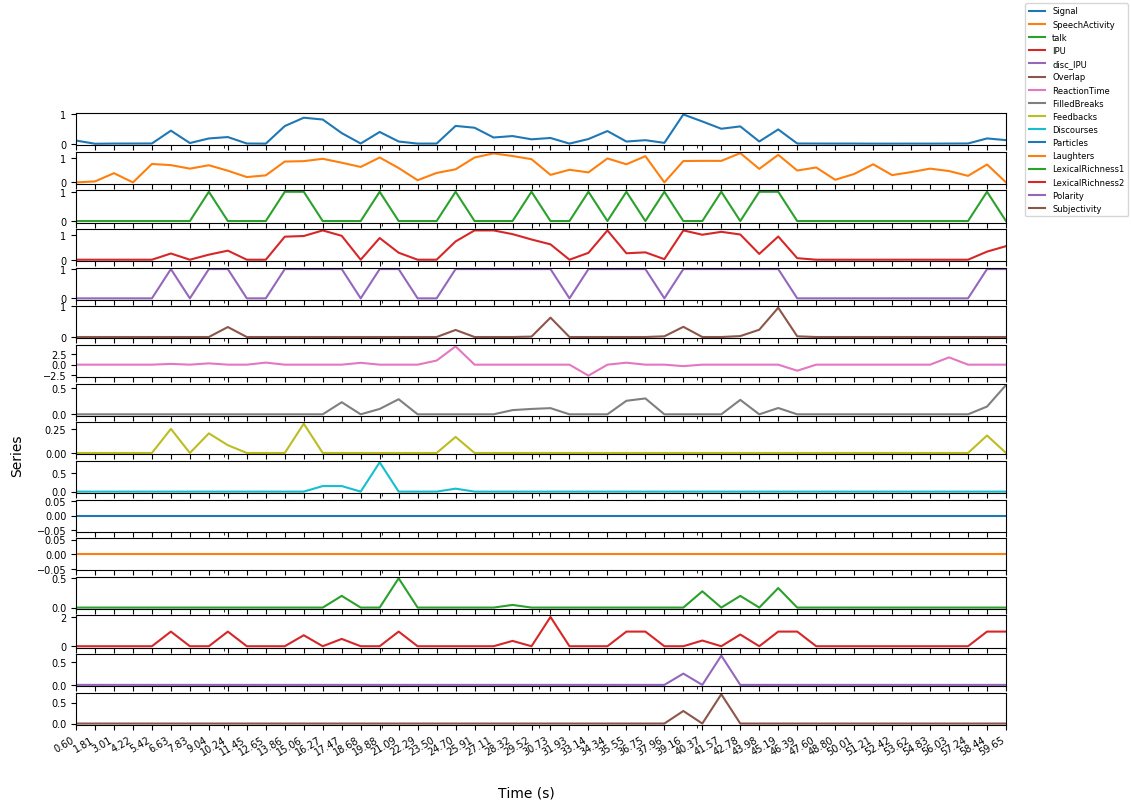 Signal
SpeechActivity
talk
IPU
disc_IPU
Overlap
ReactionTime
FilledBreaks
Feedbacks
Discourses
Particles
Laughters
LexicalRichness1
LexicalRichness2
Polarity
Subjectivity
1
0
1
0
1
0
1
0
1
0
1
0
2.5
0.0
−2.5
0.5
0.0
0.25
0.00
0.5
0.0
0.05
0.00
−0.05
0.05
0.00
−0.05
0.5
0.0
2
0
0.5
0.0
0.5
0.0
Series
0.60 1.81 3.01 4.22 5.42 6.63 7.83 9.04 10.24 11.45 12.65 13.86 15.06 16.27 17.47 18.68 19.88 21.09 22.29 23.50 24.70 25.91 27.11 28.32 29.52 30.73 31.93 33.14 34.34 35.55 36.75 37.96 39.16 40.37 41.57 42.78 43.98 45.19 46.39 47.60 48.80 50.01 51.21 52.42 53.62 54.83 56.03 57.24 58.44 59.65
Time (s)